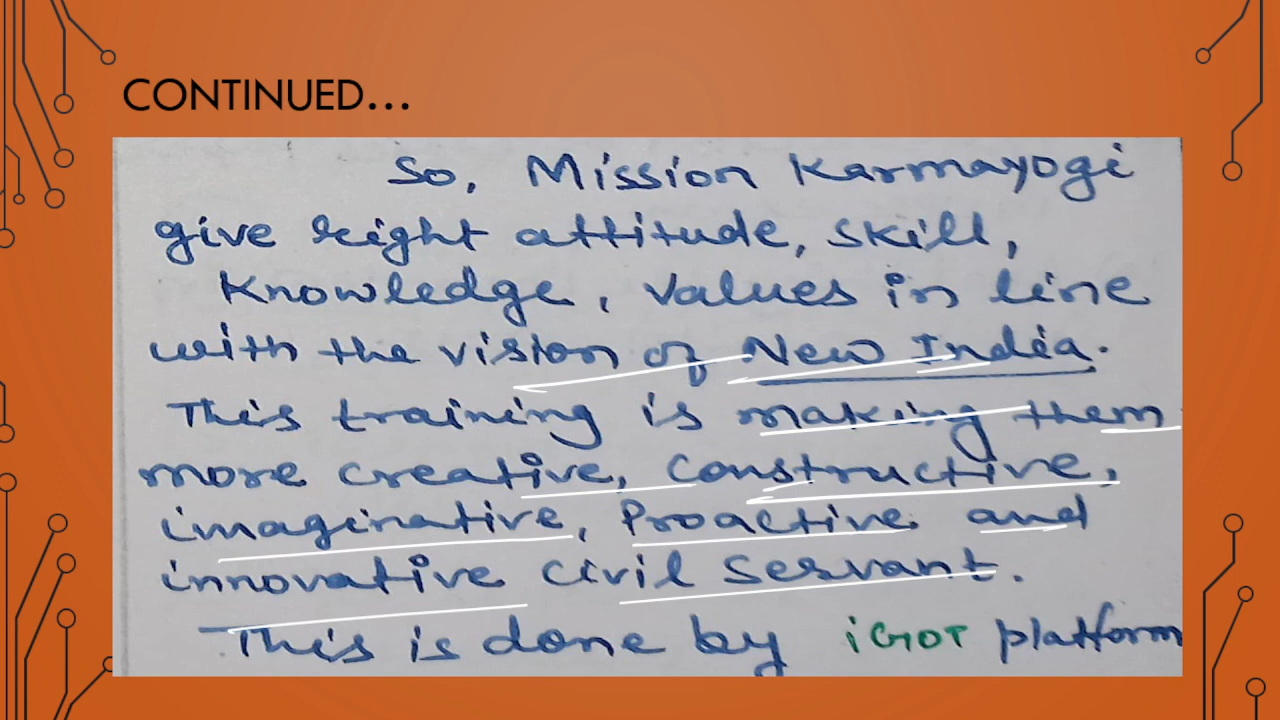 CONTINUED...
So, Mission Karmayogi
give right attitude, skill,
Knowledge, values in line
with the vision of New India.
This training is making them
more creative, constructive,
imaginative, Proactive and
innovative civil servant.
This is done by iGOT platform